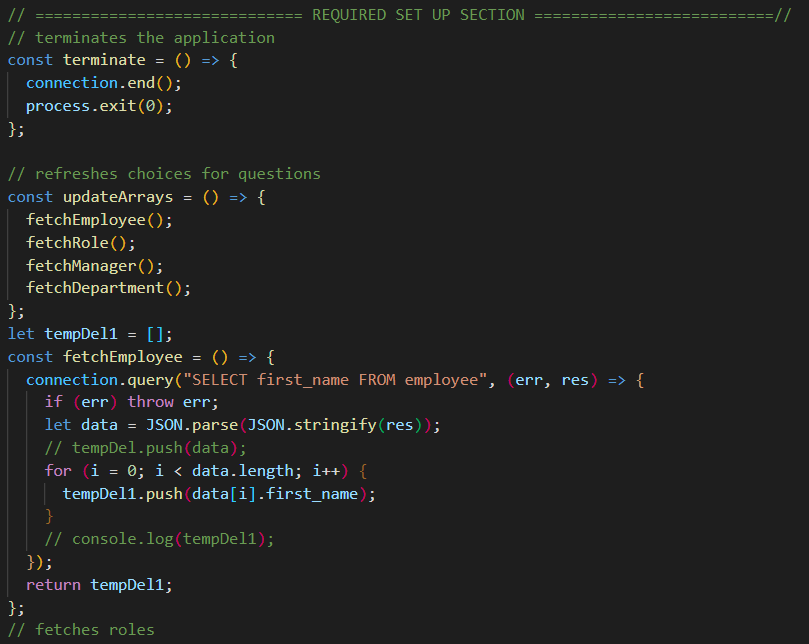 // ============================= REQUIRED SET UP SECTION ==========================//
// terminates the application
const terminate = () => {
  connection.end();
  process.exit(0);
};

// refreshes choices for questions
const updateArrays = () => {
  fetchEmployee();
  fetchRole();
  fetchManager();
  fetchDepartment();
};
let tempDel1 = [];
const fetchEmployee = () => {
  connection.query("SELECT first_name FROM employee", (err, res) => {
    if (err) throw err;
    let data = JSON.parse(JSON.stringify(res));
    // tempDel.push(data);
    for (i = 0; i < data.length; i++) {
      tempDel1.push(data[i].first_name);
    }
    // console.log(tempDel1);
  });
  return tempDel1;
};
// fetches roles